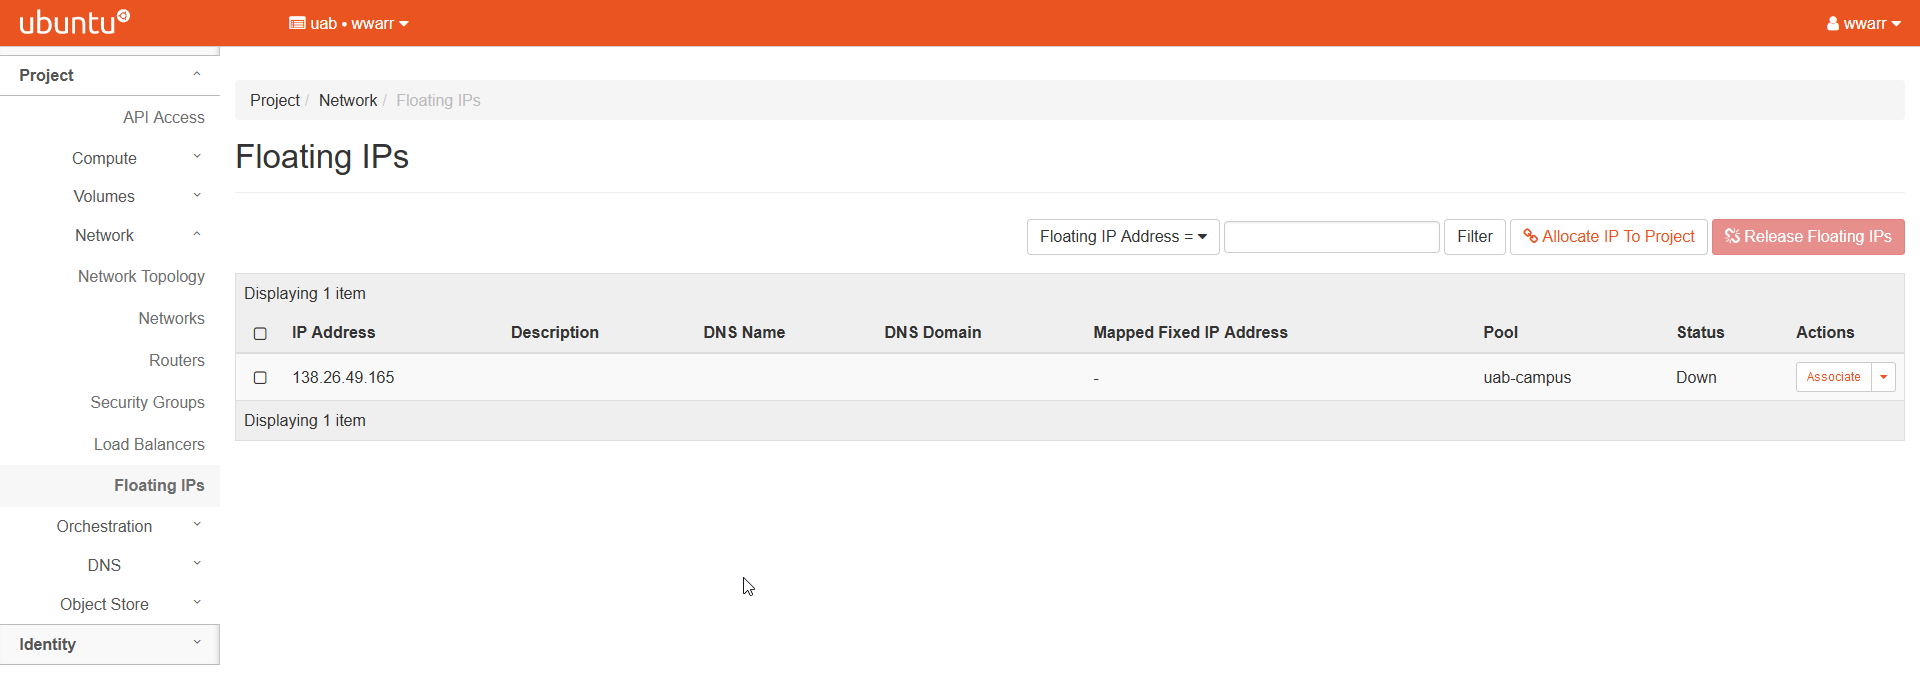 ubuntu
uab • wwarr
wwarr
Project
API Access
Compute
Volumes
Network
Network Topology
Networks
Routers
Security Groups
Load Balancers
Floating IPs
Orchestration
DNS
Object Store
Identity
Project / Network / Floating IPs
Floating IPs
Floating IP Address = Filter Allocate IP To Project Release Floating IPs
Displaying 1 item
IP Address Description DNS Name DNS Domain Mapped Fixed IP Address Pool Status Actions
138.26.49.165 - uab-campus Down Associate
Displaying 1 item